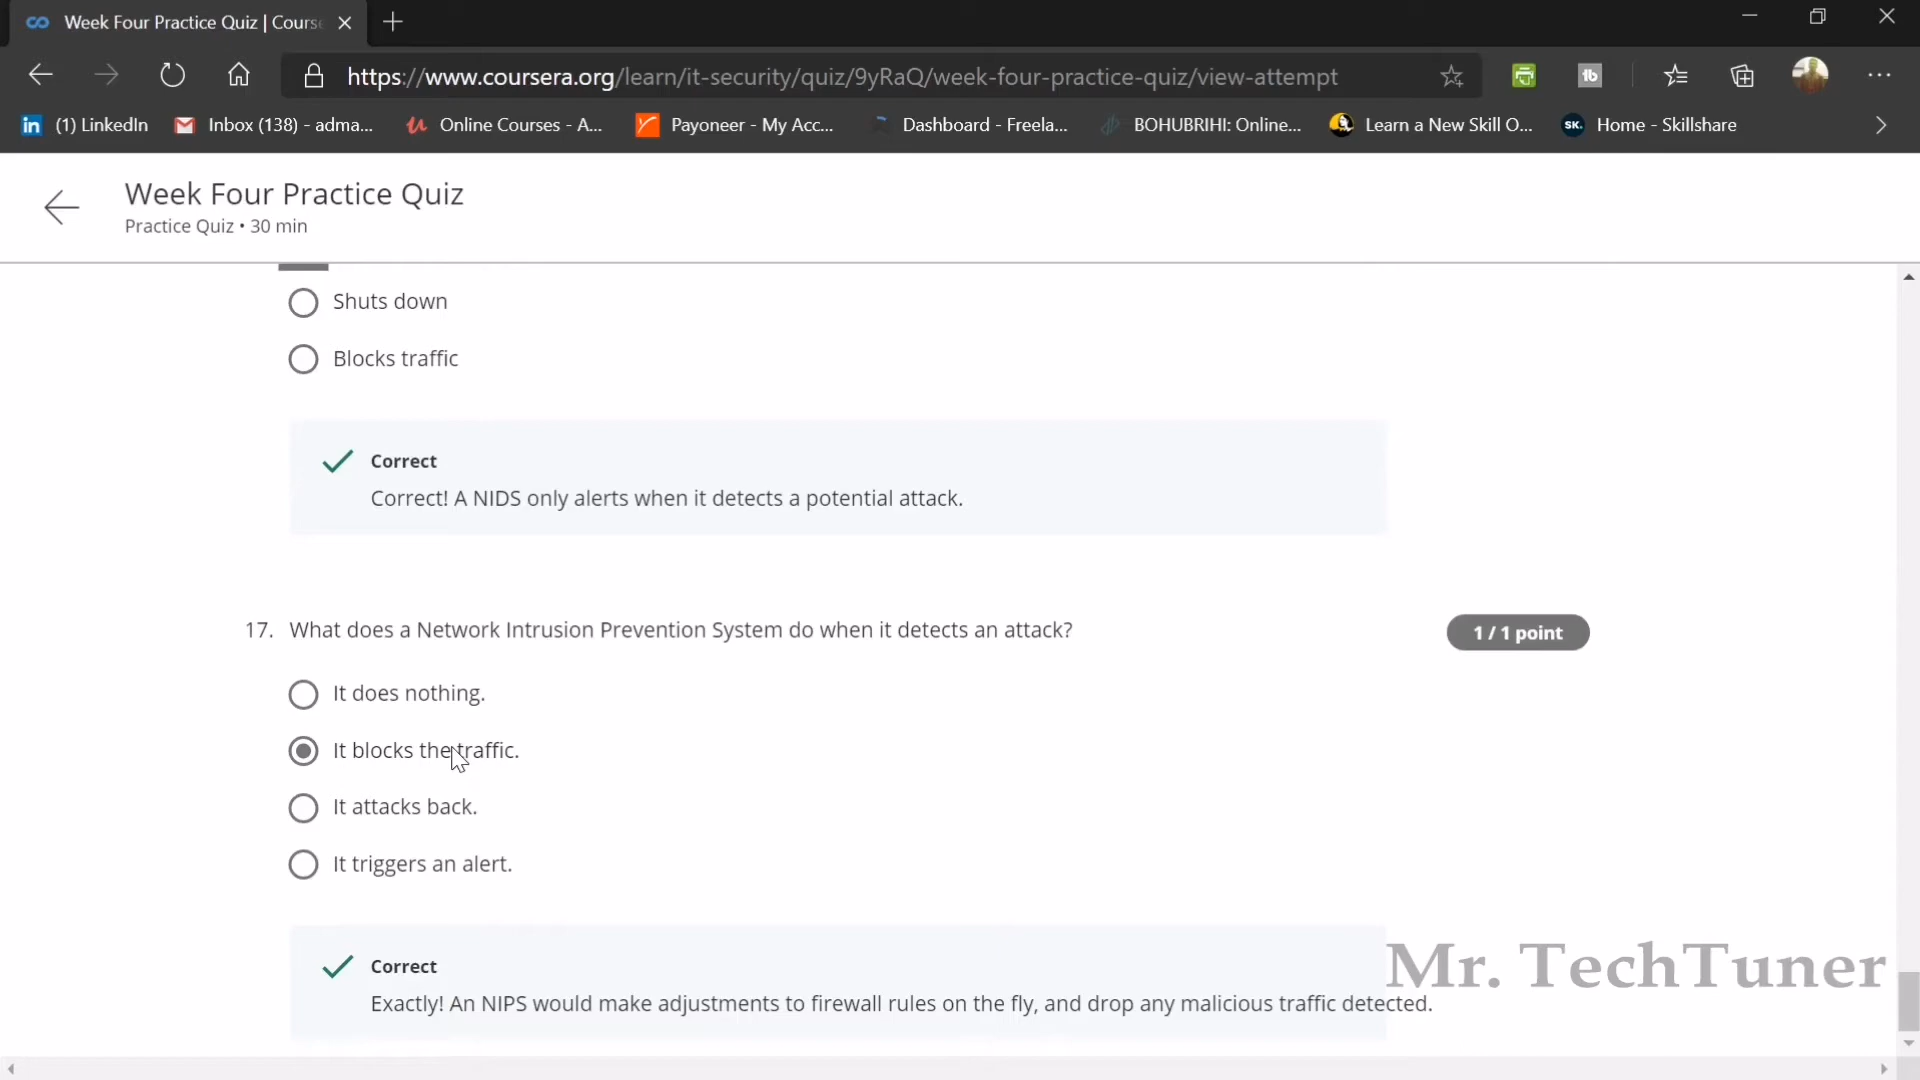 Week Four Practice Quiz | Cours
https://www.coursera.org/learn/it-security/quiz/9yRaQ/week-four-practice-quiz/view-attempt
(1) LinkedIn Inbox (138) - adma... Online Courses - A... Payoneer - My Acc... Dashboard - Freela... BOHUBRIHI: Online... Learn a New Skill O... SK. Home - Skillshare
Week Four Practice Quiz
Practice Quiz • 30 min
Shuts down
Blocks traffic
Correct
Correct! A NIDS only alerts when it detects a potential attack.
17. What does a Network Intrusion Prevention System do when it detects an attack?
1 / 1 point
It does nothing.
It blocks the traffic.
It attacks back.
It triggers an alert.
Correct
Exactly! An NIPS would make adjustments to firewall rules on the fly, and drop any malicious traffic detected.
Mr. TechTuner